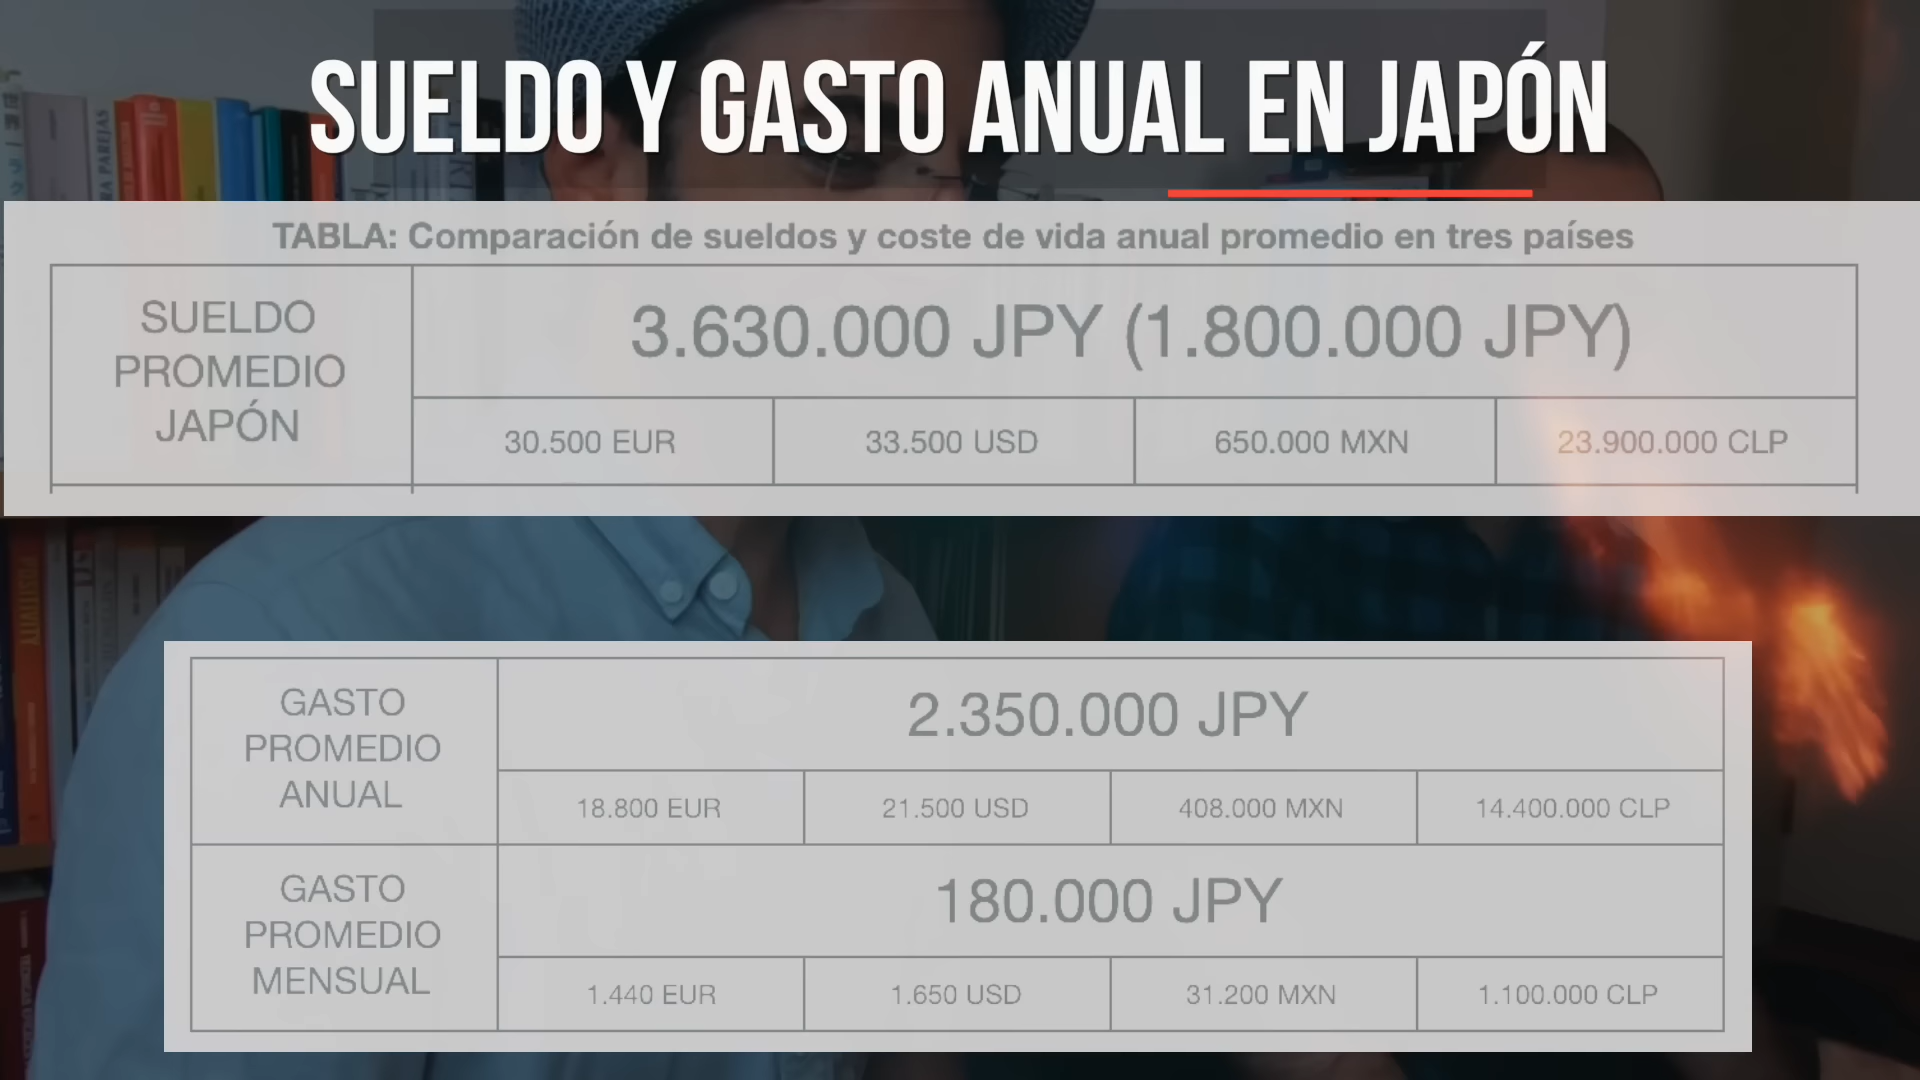 SUELDO Y GASTO ANUAL EN JAPÓN
TABLA: Comparación de sueldos y coste de vida anual promedio en tres países
SUELDO
PROMEDIO
JAPÓN
3.630.000 JPY (1.800.000 JPY)
30.500 EUR
33.500 USD
650.000 MXN
23.900.000 CLP
GASTO
PROMEDIO
ANUAL
2.350.000 JPY
18.800 EUR
21.500 USD
408.000 MXN
14.400.000 CLP
GASTO
PROMEDIO
MENSUAL
180.000 JPY
1.440 EUR
1.650 USD
31.200 MXN
1.100.000 CLP